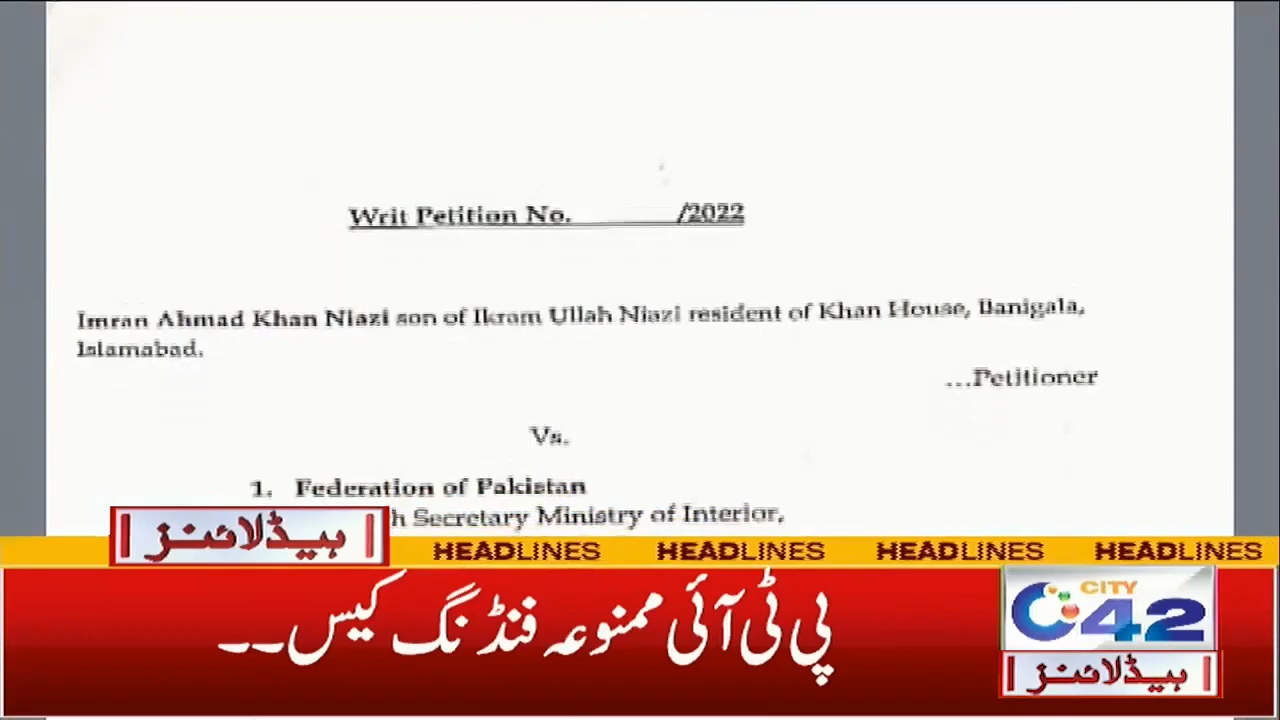 Writ Petition No. ________/2022
Imran Ahmad Khan Niazi son of Ikram Ullah Niazi resident of Khan House, Banigala,
Islamabad.
...Petitioner
Vs.
1. Federation of Pakistan
h Secretary Ministry of Interior,
ہیڈلائنز
HEADLINES HEADLINES HEADLINES HEADLINES
پی ٹی آئی ممنوعہ فنڈنگ کیس۔۔
CITY
42
ہیڈلائنز